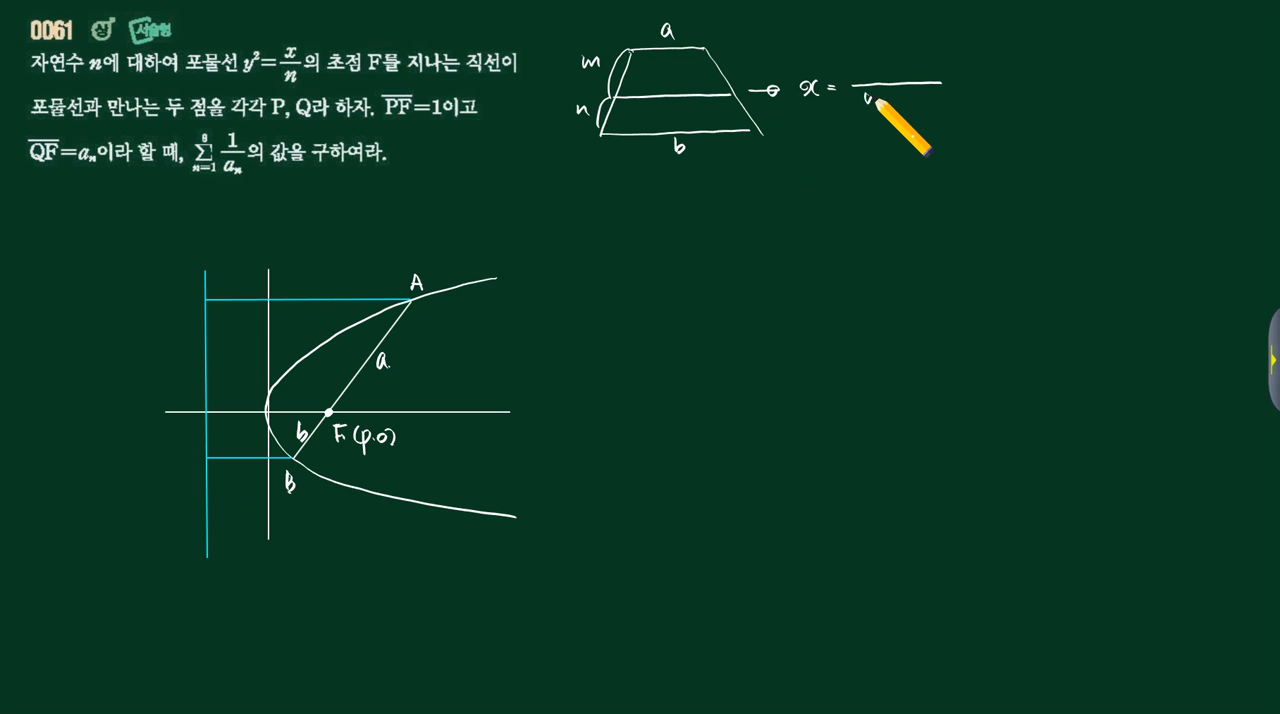 0061 상 서술형
자연수 n에 대하여 포물선 y²=x/n의 초점 F를 지나는 직선이
포물선과 만나는 두 점을 각각 P, Q라 하자. PF=1이고
QF=aₙ이라 할 때, Σ(n=1~9) 1/aₙ의 값을 구하여라.
a
m
n
b
→ x =
A
a
b
F(p.0)
B